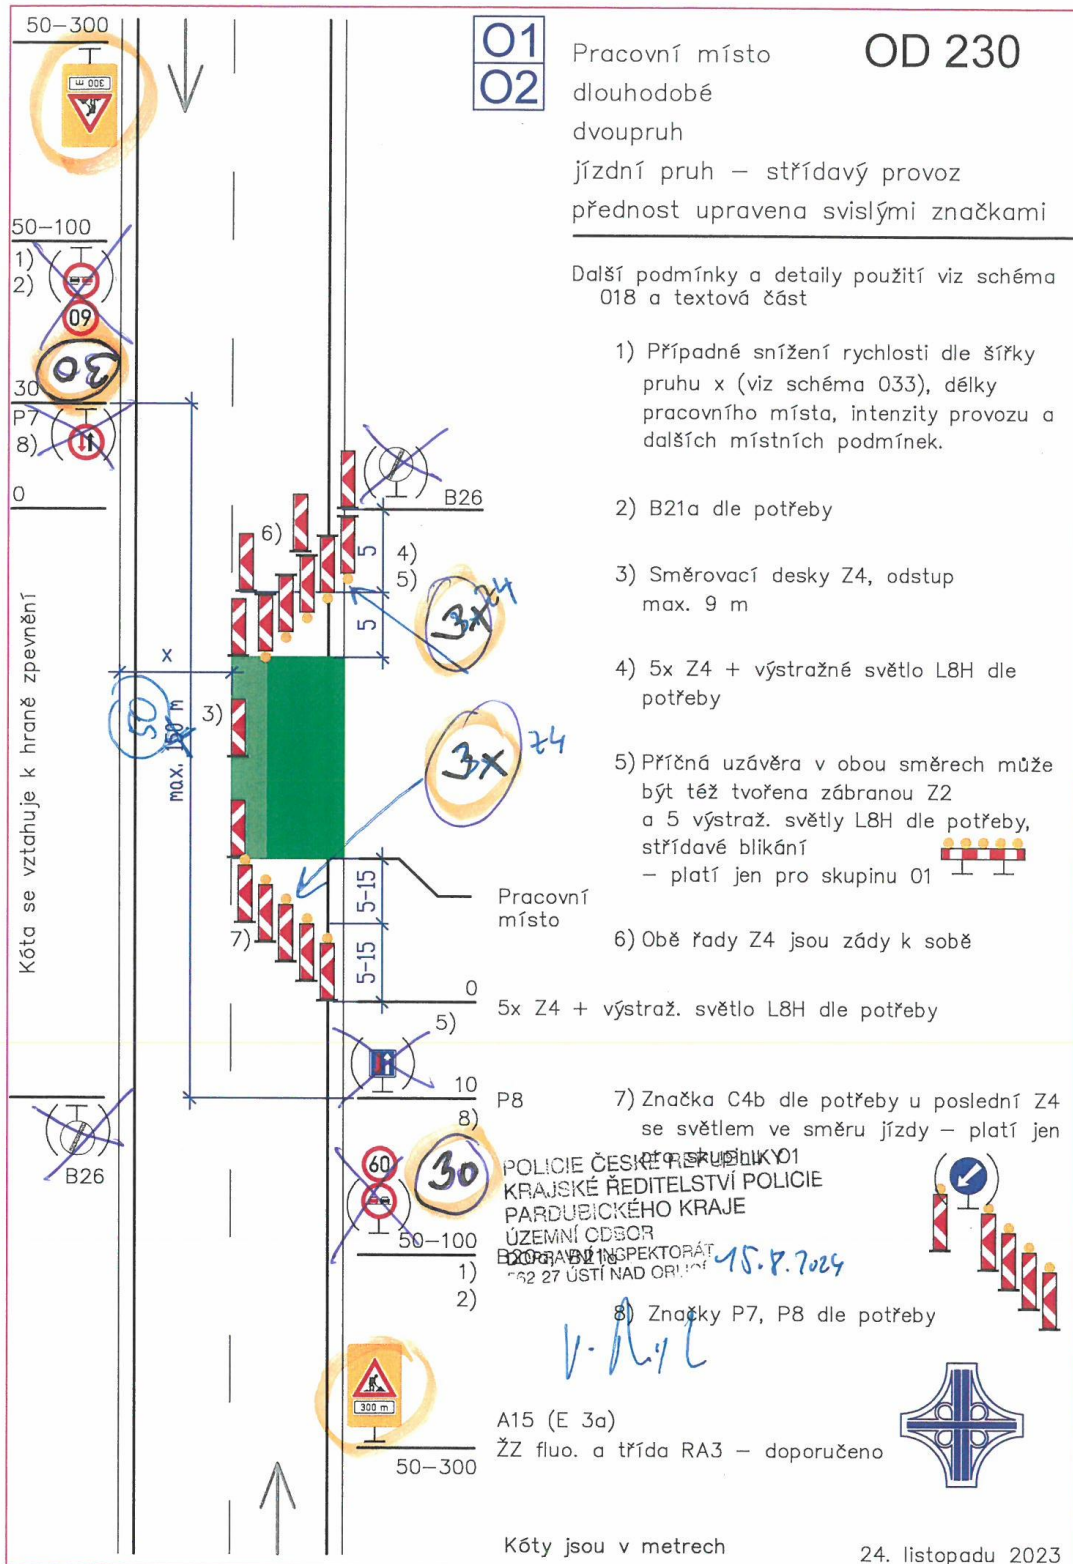 50-300
300 m
50-100
1)
2)
60
30
30
P7
8)
0
Kóta se vztahuje k hraně zpevnění
x
50
max. 150 m
3)
B26
O1
O2
OD 230
Pracovní místo
dlouhodobé
dvoupruh
jízdní pruh – střídavý provoz
přednost upravena svislými značkami
Další podmínky a detaily použití viz schéma
018 a textová část
1) Případné snížení rychlosti dle šířky
pruhu x (viz schéma 033), délky
pracovního místa, intenzity provozu a
dalších místních podmínek.
2) B21a dle potřeby
3) Směrovací desky Z4, odstup
max. 9 m
4) 5x Z4 + výstražné světlo L8H dle
potřeby
5) Příčná uzávěra v obou směrech může
být též tvořena zábranou Z2
a 5 výstraž. světly L8H dle potřeby,
střídavé blikání
– platí jen pro skupinu 01
6) Obě řady Z4 jsou zády k sobě
B26
6)
5
4)
5)
5
3x Z4
3x Z4
5-15
5-15
7)
Pracovní
místo
0
5x Z4 + výstraž. světlo L8H dle potřeby
5)
10
P8
8)
7) Značka C4b dle potřeby u poslední Z4
se světlem ve směru jízdy – platí jen
pro skupinu 01
60
30
POLICIE ČESKÉ REPUBLIKY
KRAJSKÉ ŘEDITELSTVÍ POLICIE
PARDUBICKÉHO KRAJE
ÚZEMNÍ ODBOR
DOPRAVNÍ INSPEKTORÁT
562 27 ÚSTÍ NAD ORLICÍ
15.8.2024
50-100
B20a, B21a
1)
2)
8) Značky P7, P8 dle potřeby
300 m
A15 (E 3a)
ŽZ fluo. a třída RA3 – doporučeno
50-300
Kóty jsou v metrech
24. listopadu 2023